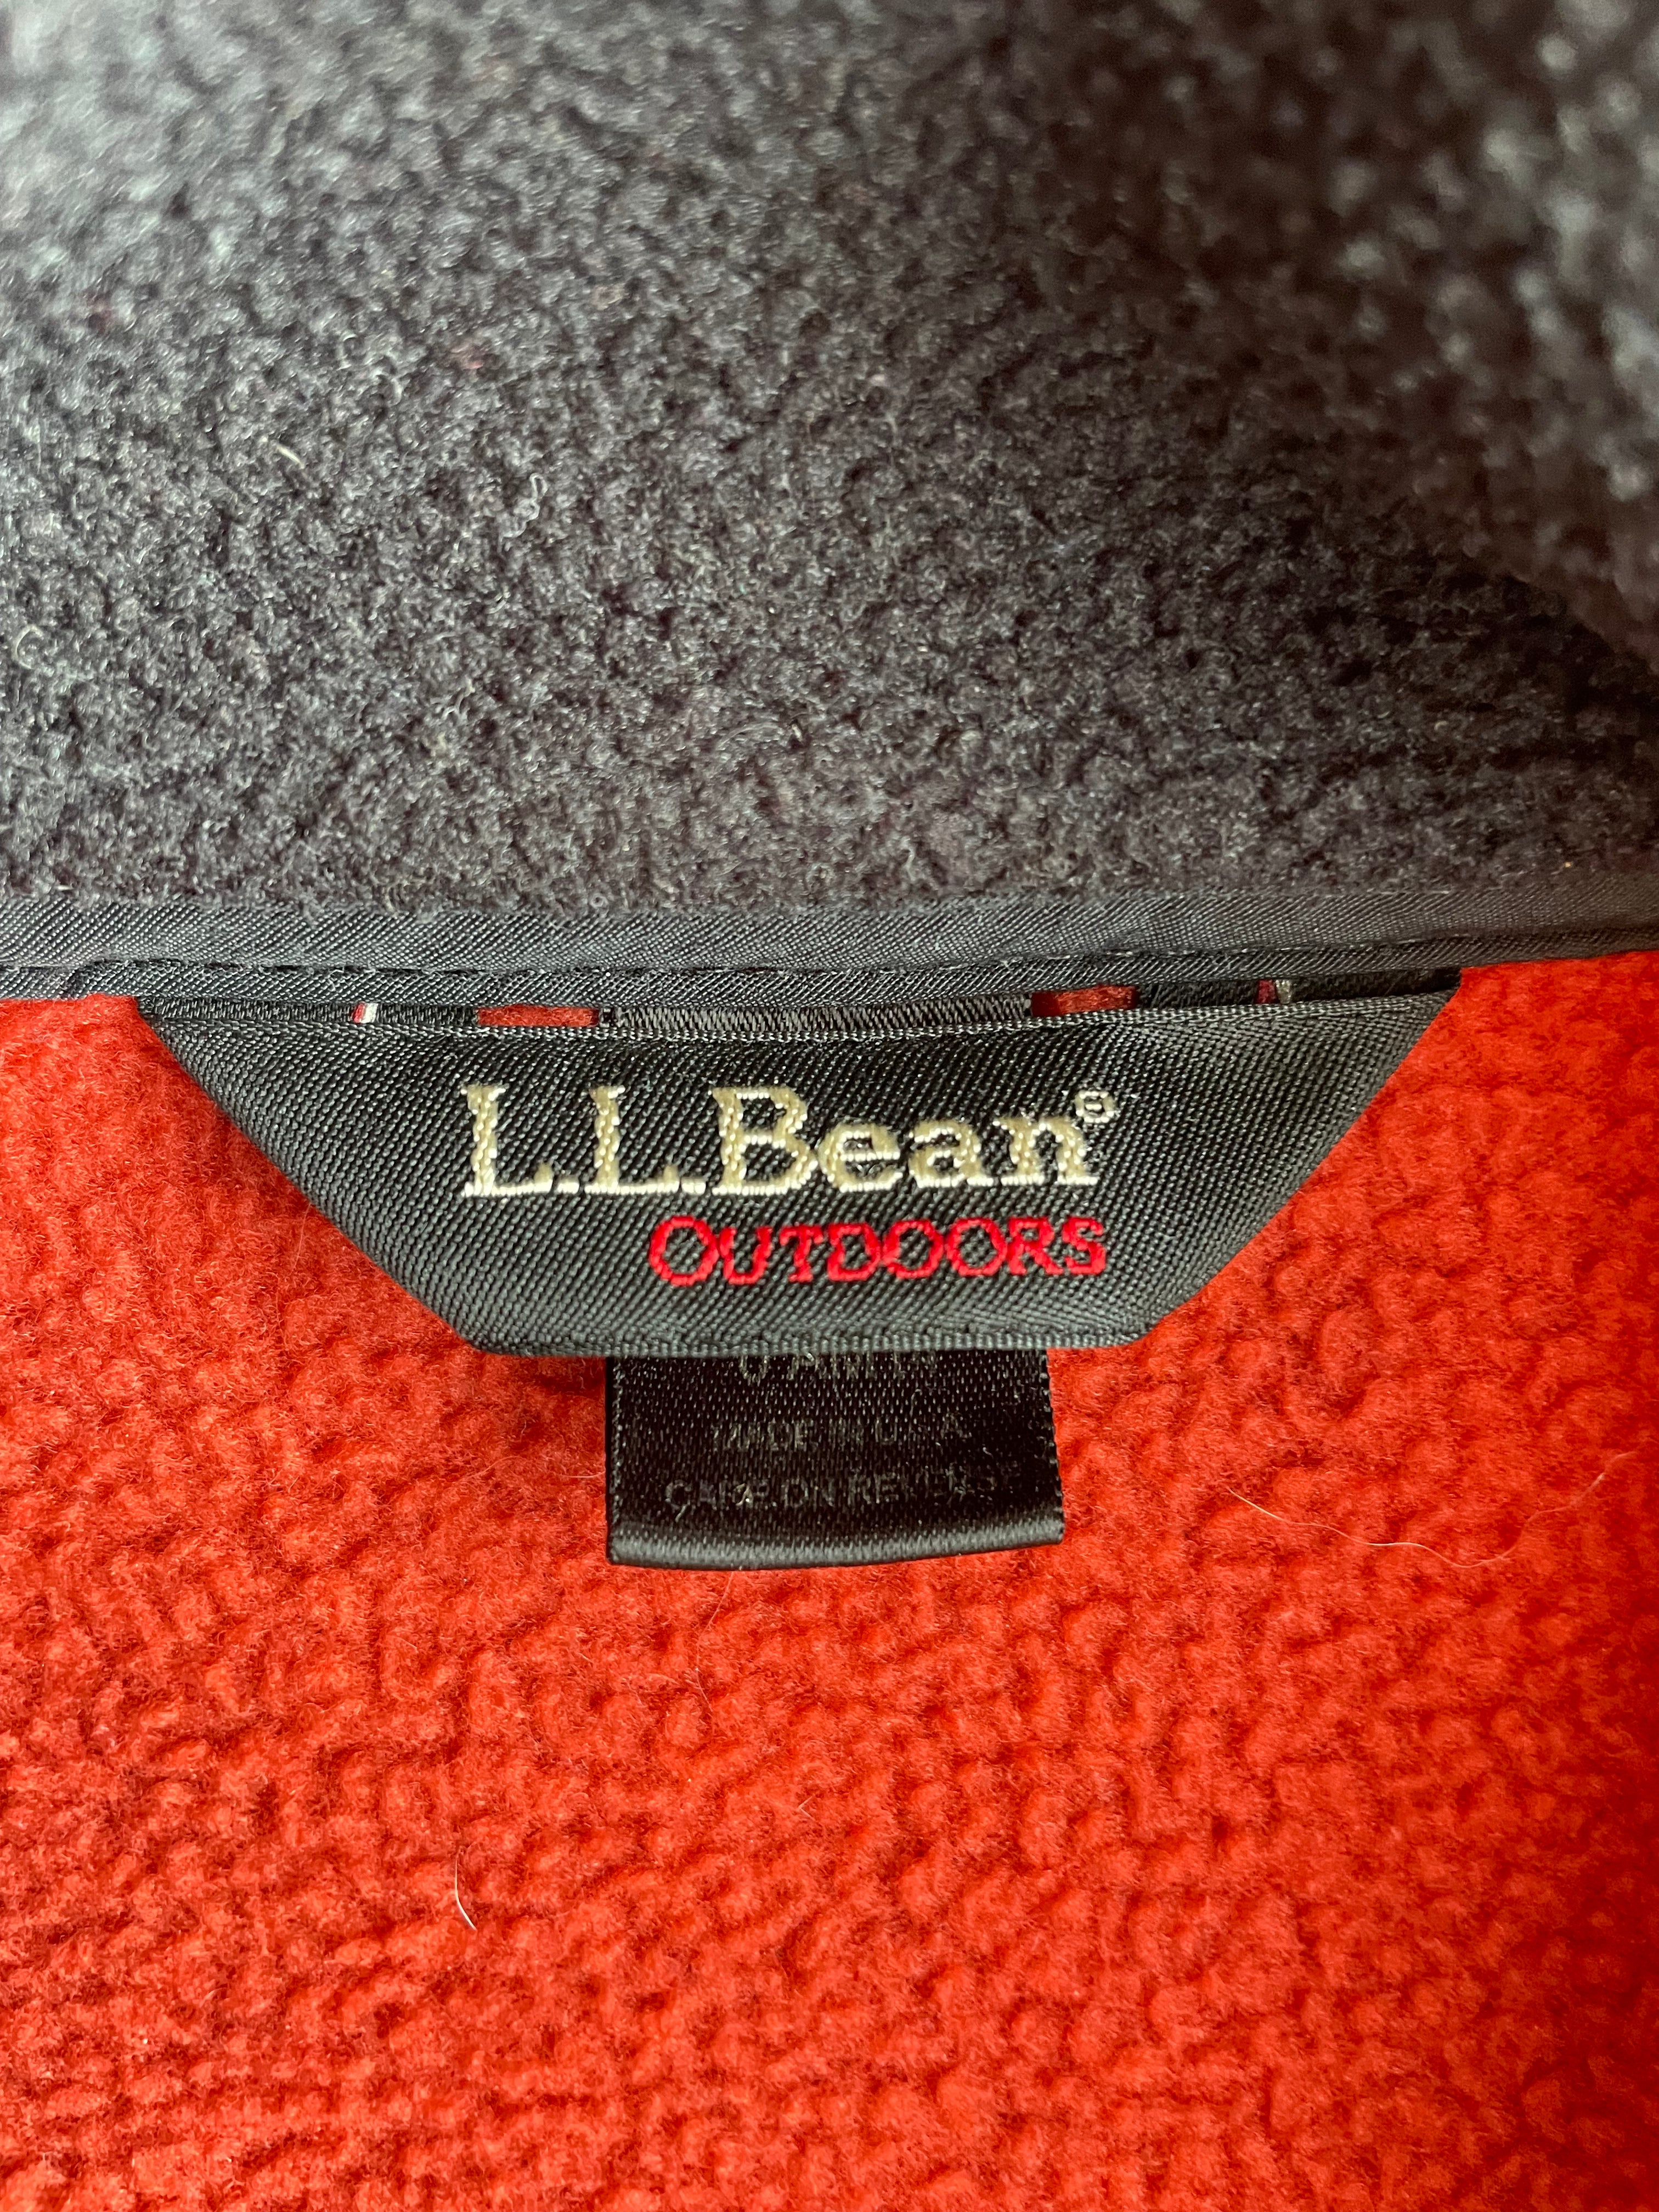 L.L.Bean®
OUTDOORS
MADE IN U.S.A.
CARE ON REVERSE